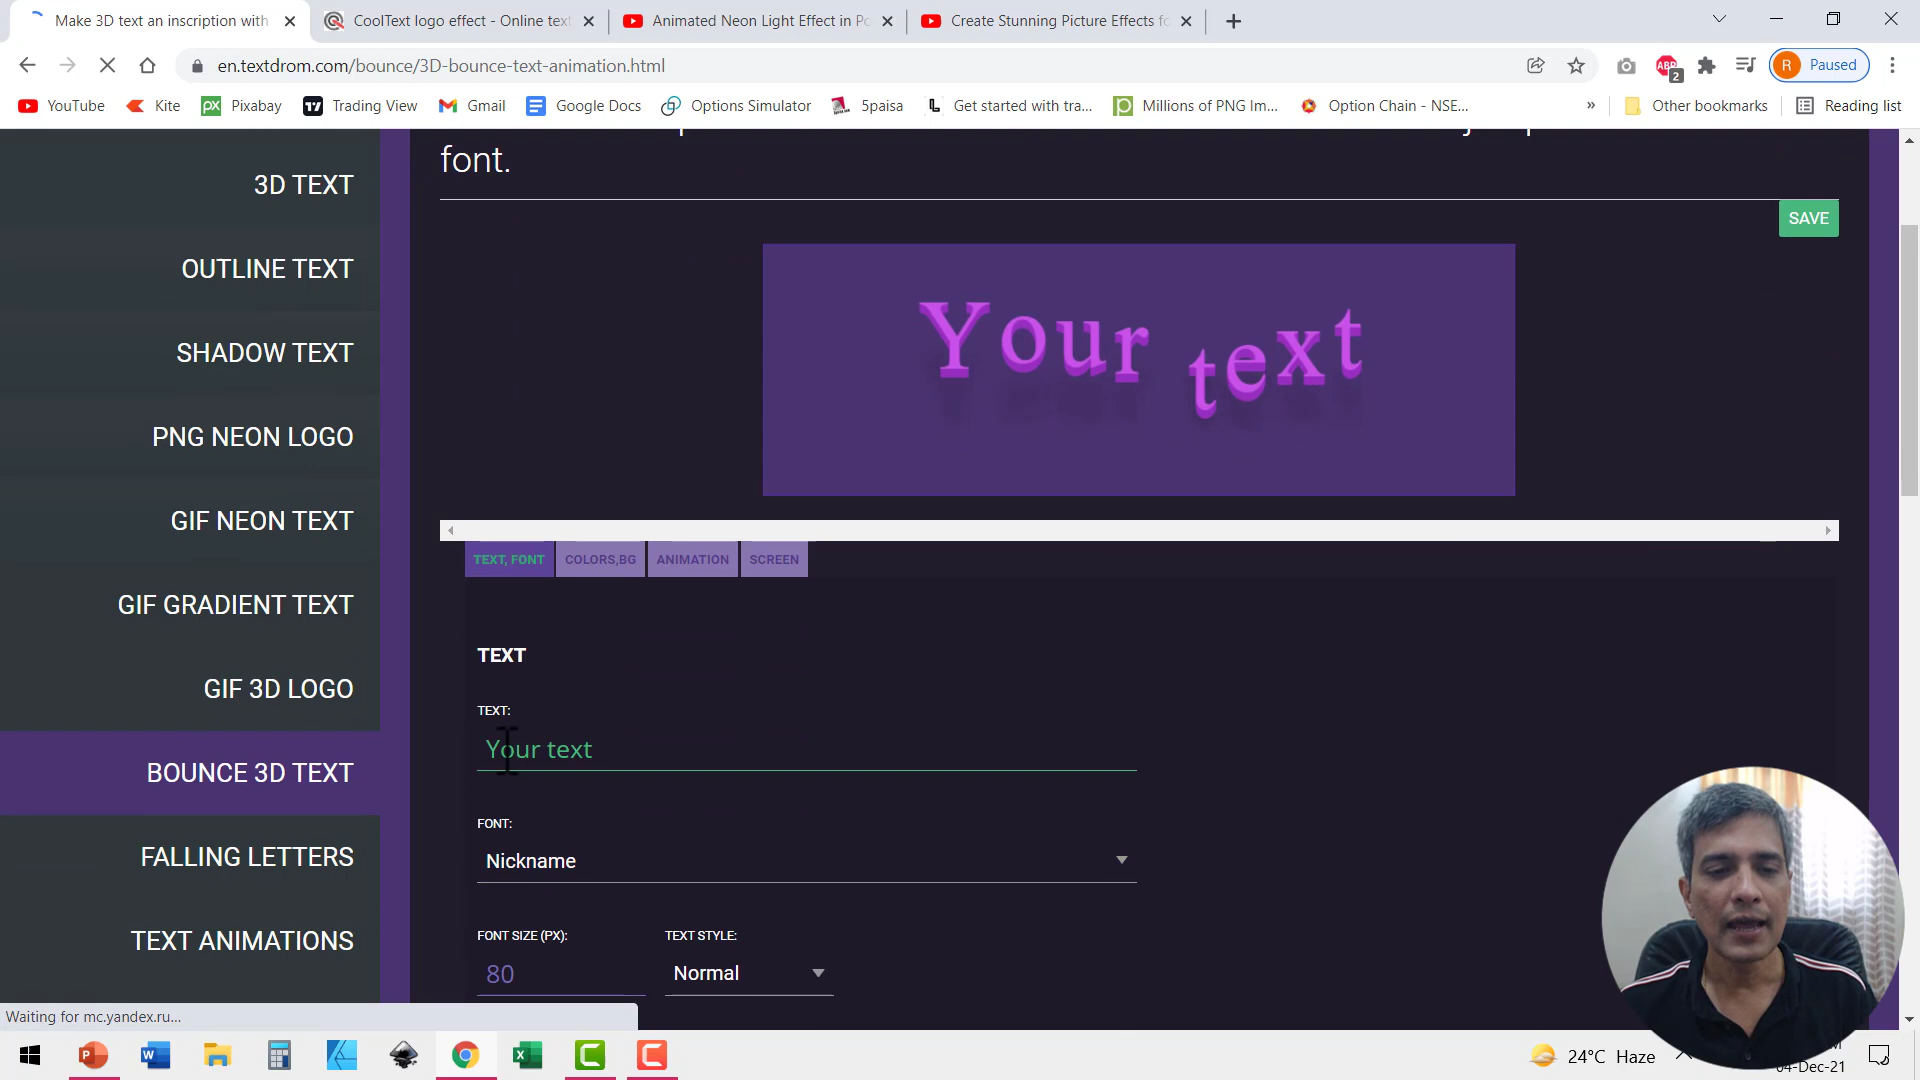 Make 3D text an inscription with
CoolText logo effect - Online text
Animated Neon Light Effect in Po
Create Stunning Picture Effects fo
en.textdrom.com/bounce/3D-bounce-text-animation.html
ABP
2
R
Paused
YouTube
Kite
px
Pixabay
Trading View
Gmail
Google Docs
Options Simulator
5paisa
Get started with tra...
Millions of PNG Im...
Option Chain - NSE...
»
Other bookmarks
Reading list
font.
SAVE
Your text
3D TEXT
OUTLINE TEXT
SHADOW TEXT
PNG NEON LOGO
GIF NEON TEXT
GIF GRADIENT TEXT
GIF 3D LOGO
BOUNCE 3D TEXT
FALLING LETTERS
TEXT ANIMATIONS
TEXT, FONT
COLORS,BG
ANIMATION
SCREEN
TEXT
TEXT:
Your text
FONT:
Nickname
FONT SIZE (PX):
TEXT STYLE:
80
Normal
Waiting for mc.yandex.ru...
24°C Haze
04-Dec-21